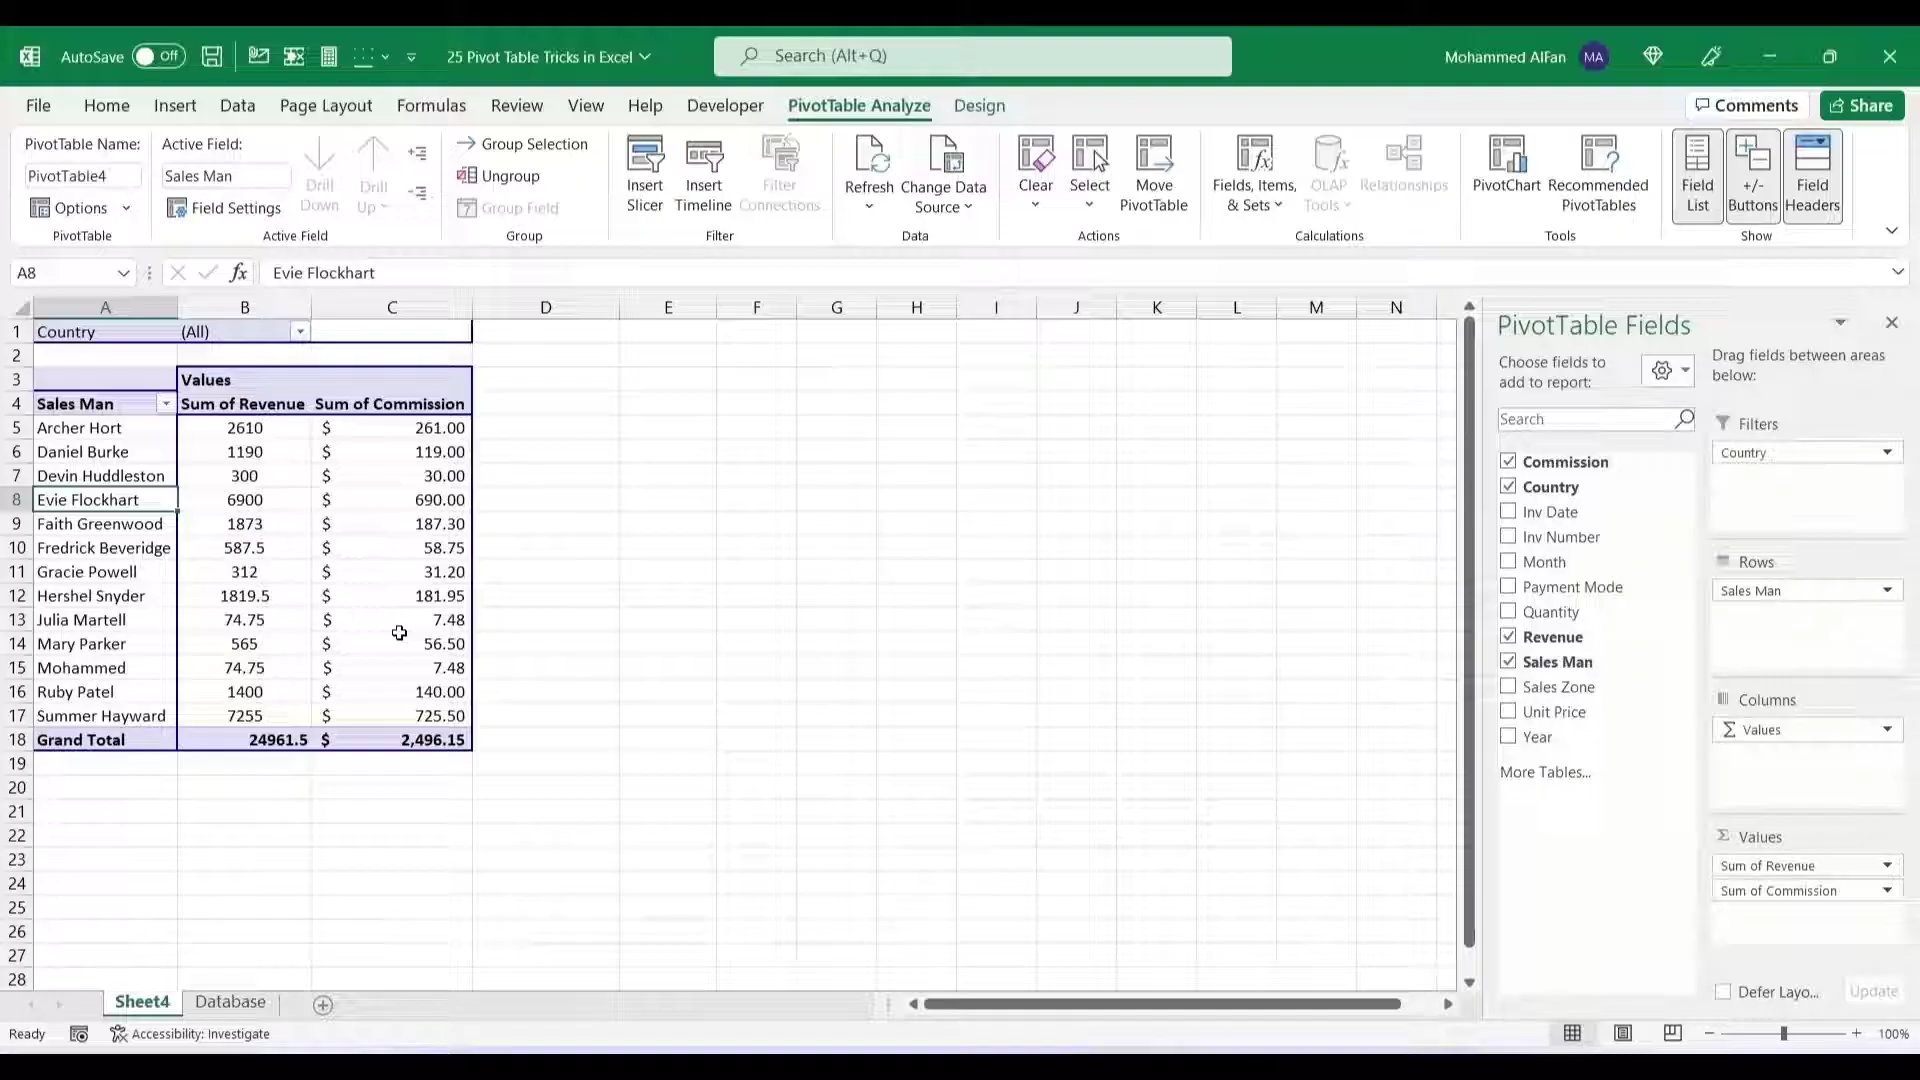 AutoSave Off 25 Pivot Table Tricks in Excel Search (Alt+Q) Mohammed AlFan MA
File Home Insert Data Page Layout Formulas Review View Help Developer PivotTable Analyze Design Comments Share
PivotTable Name:
PivotTable4
Options
PivotTable
Active Field:
Sales Man
Field Settings
Drill
Down
Drill
Up
Active Field
Group Selection
Ungroup
Group Field
Group
Insert
Slicer
Insert
Timeline
Filter
Connections
Filter
Refresh
Change Data
Source
Data
Clear
Select
Move
PivotTable
Actions
Fields, Items,
& Sets
OLAP
Tools
Relationships
Calculations
PivotChart
Recommended
PivotTables
Tools
Field
List
+/-
Buttons
Field
Headers
Show
A8 fx Evie Flockhart
A B C D E F G H I J K L M N
1 Country (All)
2
3 Values
4 Sales Man Sum of Revenue Sum of Commission
5 Archer Hort 2610 $ 261.00
6 Daniel Burke 1190 $ 119.00
7 Devin Huddleston 300 $ 30.00
8 Evie Flockhart 6900 $ 690.00
9 Faith Greenwood 1873 $ 187.30
10 Fredrick Beveridge 587.5 $ 58.75
11 Gracie Powell 312 $ 31.20
12 Hershel Snyder 1819.5 $ 181.95
13 Julia Martell 74.75 $ 7.48
14 Mary Parker 565 $ 56.50
15 Mohammed 74.75 $ 7.48
16 Ruby Patel 1400 $ 140.00
17 Summer Hayward 7255 $ 725.50
18 Grand Total 24961.5 $ 2,496.15
19
20
21
22
23
24
25
26
27
28
PivotTable Fields
Choose fields to
add to report:
Search
Commission
Country
Inv Date
Inv Number
Month
Payment Mode
Quantity
Revenue
Sales Man
Sales Zone
Unit Price
Year
More Tables...
Drag fields between areas
below:
Filters
Country
Rows
Sales Man
Columns
Σ Values
Σ Values
Sum of Revenue
Sum of Commission
Defer Layo... Update
Sheet4 Database
Ready Accessibility: Investigate 100%